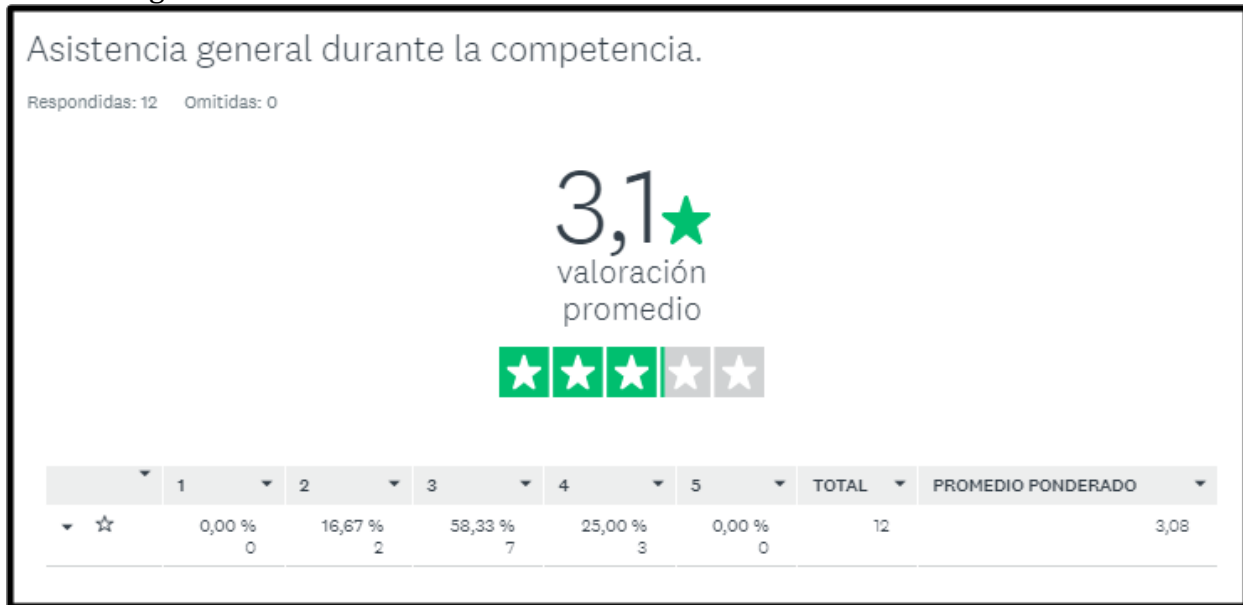 Asistencia general durante la competencia.
Respondidas: 12 Omitidas: 0
3,1
valoración
promedio
1 2 3 4 5 TOTAL PROMEDIO PONDERADO
0,00 % 16,67 % 58,33 % 25,00 % 0,00 % 12 3,08
0 2 7 3 0